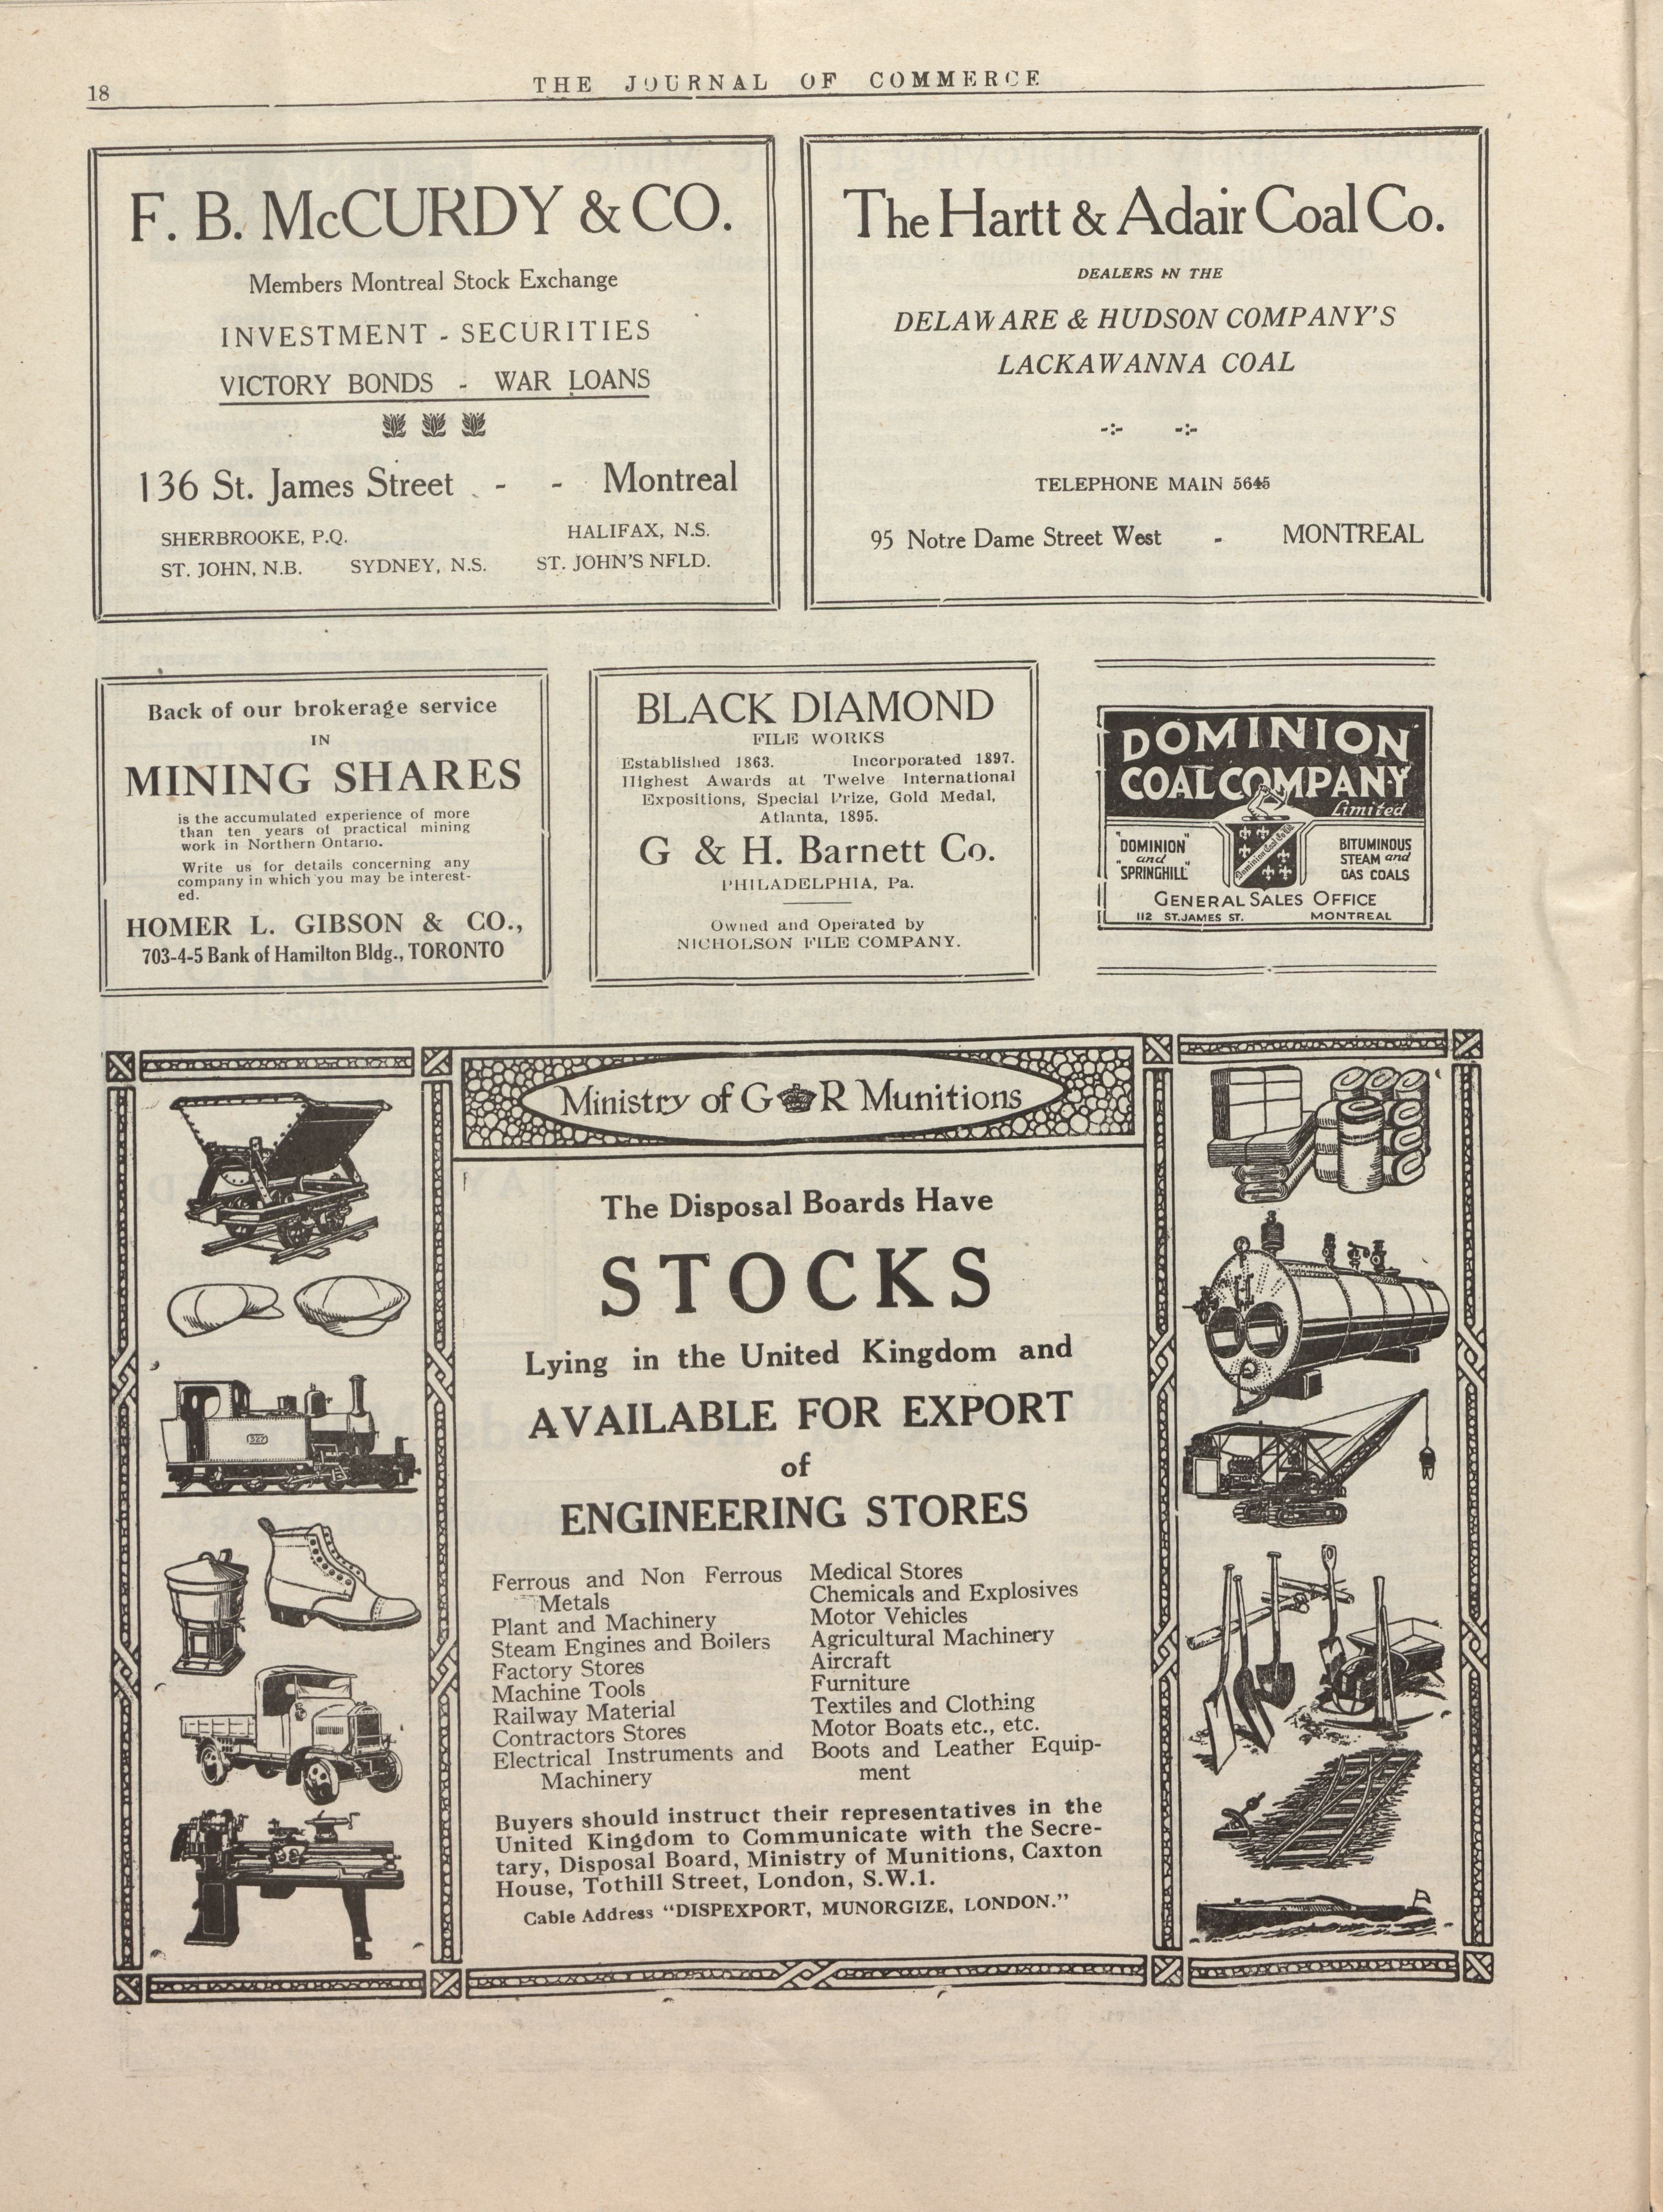 18
THE JOURNAL OF COMMERCE
F. B. McCURDY & CO.
Members Montreal Stock Exchange
INVESTMENT - SECURITIES
VICTORY BONDS - WAR LOANS
136 St. James Street - - Montreal
SHERBROOKE, P.Q. HALIFAX, N.S.
ST. JOHN, N.B. SYDNEY, N.S. ST. JOHN'S NFLD.
The Hartt & Adair Coal Co.
DEALERS IN THE
DELAWARE & HUDSON COMPANY'S
LACKAWANNA COAL
-:- -:-
TELEPHONE MAIN 5645
95 Notre Dame Street West - MONTREAL
Back of our brokerage service
IN
MINING SHARES
is the accumulated experience of more
than ten years of practical mining
work in Northern Ontario.
Write us for details concerning any
company in which you may be interest-
ed.
HOMER L. GIBSON & CO.,
703-4-5 Bank of Hamilton Bldg., TORONTO
BLACK DIAMOND
FILE WORKS
Established 1863. Incorporated 1897.
Highest Awards at Twelve International
Expositions, Special Prize, Gold Medal,
Atlanta, 1895.
G & H. Barnett Co.
PHILADELPHIA, Pa.
Owned and Operated by
NICHOLSON FILE COMPANY.
DOMINION
COAL COMPANY
Limited
"DOMINION"
and
"SPRINGHILL"
Dominion Coal Co Ltd
BITUMINOUS
STEAM and
GAS COALS
GENERAL SALES OFFICE
112 ST. JAMES ST. MONTREAL
Ministry of G R Munitions
The Disposal Boards Have
STOCKS
Lying in the United Kingdom and
AVAILABLE FOR EXPORT
of
ENGINEERING STORES
Ferrous and Non Ferrous
Metals
Plant and Machinery
Steam Engines and Boilers
Factory Stores
Machine Tools
Railway Material
Contractors Stores
Electrical Instruments and
Machinery
Medical Stores
Chemicals and Explosives
Motor Vehicles
Agricultural Machinery
Aircraft
Furniture
Textiles and Clothing
Motor Boats etc., etc.
Boots and Leather Equip-
ment
Buyers should instruct their representatives in the
United Kingdom to Communicate with the Secre-
tary, Disposal Board, Ministry of Munitions, Caxton
House, Tothill Street, London, S.W.1.
Cable Address "DISPEXPORT, MUNORGIZE, LONDON."